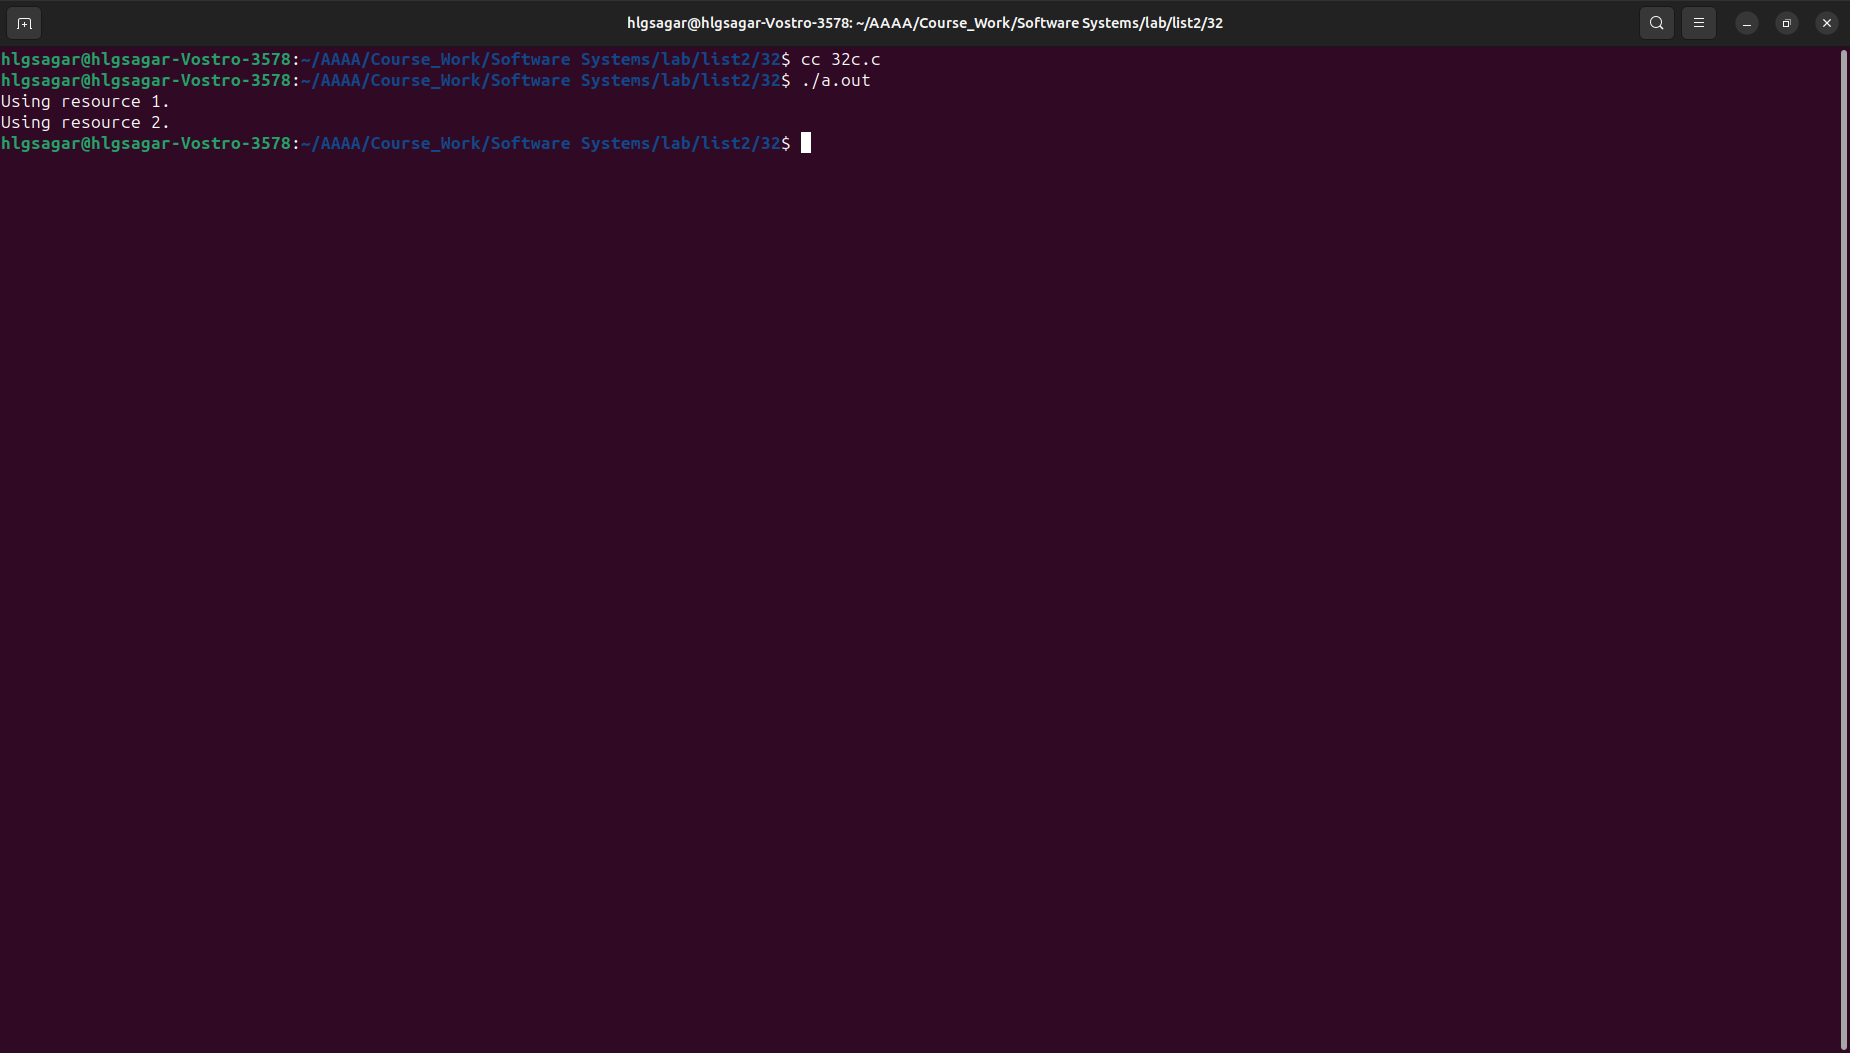 hlgsagar@hlgsagar-Vostro-3578: ~/AAAA/Course_Work/Software Systems/lab/list2/32
hlgsagar@hlgsagar-Vostro-3578:~/AAAA/Course_Work/Software Systems/lab/list2/32$ cc 32c.c
hlgsagar@hlgsagar-Vostro-3578:~/AAAA/Course_Work/Software Systems/lab/list2/32$ ./a.out
Using resource 1.
Using resource 2.
hlgsagar@hlgsagar-Vostro-3578:~/AAAA/Course_Work/Software Systems/lab/list2/32$